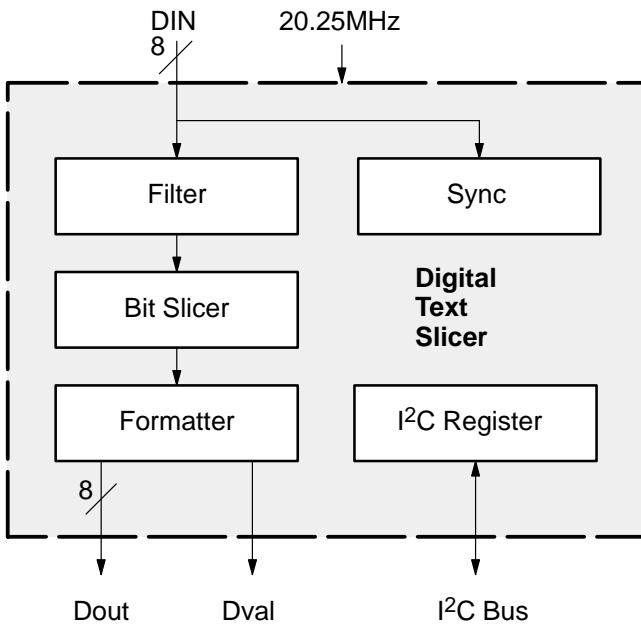 DIN
8
20.25MHz
Filter
Sync
Bit Slicer
Digital
Text
Slicer
Formatter
I²C Register
8
Dout
Dval
I²C Bus